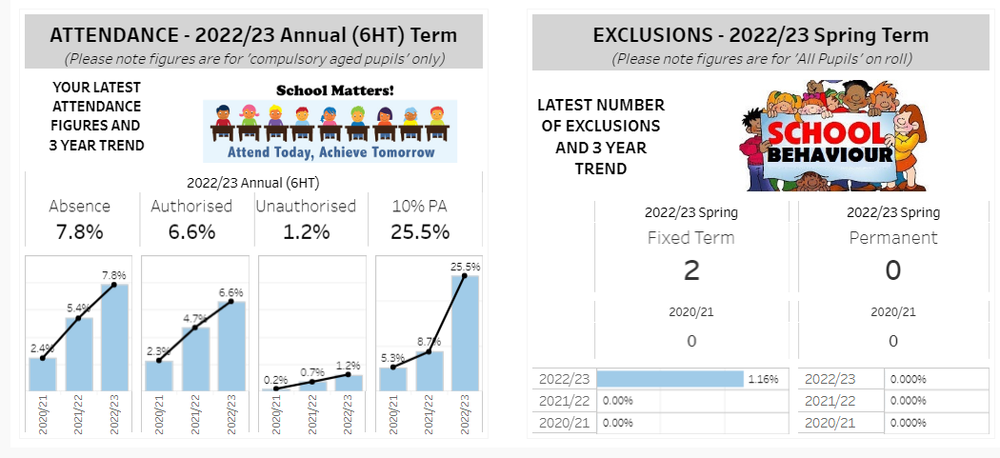 ATTENDANCE - 2022/23 Annual (6HT) Term
(Please note figures are for 'compulsory aged pupils' only)
YOUR LATEST
ATTENDANCE
FIGURES AND
3 YEAR TREND
School Matters!
Attend Today, Achieve Tomorrow
2022/23 Annual (6HT)
Absence Authorised Unauthorised 10% PA
7.8% 6.6% 1.2% 25.5%
2.4% 5.4% 7.8%
2020/21 2021/22 2022/23
2.3% 4.7% 6.6%
2020/21 2021/22 2022/23
0.2% 0.7% 1.2%
2020/21 2021/22 2022/23
5.3% 8.7% 25.5%
2020/21 2021/22 2022/23
EXCLUSIONS - 2022/23 Spring Term
(Please note figures are for 'All Pupils' on roll)
LATEST NUMBER
OF EXCLUSIONS
AND 3 YEAR
TREND
SCHOOL
BEHAVIOUR
2022/23 Spring 2022/23 Spring
Fixed Term Permanent
2 0
2020/21 2020/21
0 0
2022/23 1.16% 2022/23 0.000%
2021/22 0.00% 2021/22 0.000%
2020/21 0.00% 2020/21 0.000%